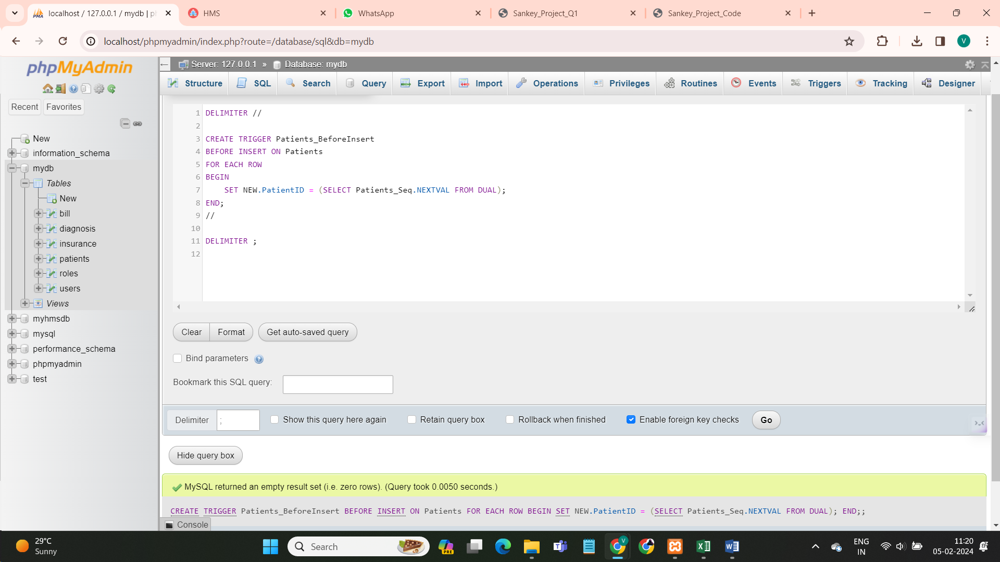 localhost / 127.0.0.1 / mydb | ph
HMS
WhatsApp
Sankey_Project_Q1
Sankey_Project_Code
localhost/phpmyadmin/index.php?route=/database/sql&db=mydb
V
phpMyAdmin
Recent
Favorites
New
information_schema
mydb
Tables
New
bill
diagnosis
insurance
patients
roles
users
Views
myhmsdb
mysql
performance_schema
phpmyadmin
test
Server: 127.0.0.1 » Database: mydb
Structure
SQL
Search
Query
Export
Import
Operations
Privileges
Routines
Events
Triggers
Tracking
Designer
1 DELIMITER //
2
3 CREATE TRIGGER Patients_BeforeInsert
4 BEFORE INSERT ON Patients
5 FOR EACH ROW
6 BEGIN
7 SET NEW.PatientID = (SELECT Patients_Seq.NEXTVAL FROM DUAL);
8 END;
9 //
10
11 DELIMITER ;
12
Clear
Format
Get auto-saved query
Bind parameters
Bookmark this SQL query:
Delimiter ;
Show this query here again
Retain query box
Rollback when finished
Enable foreign key checks
Go
Hide query box
MySQL returned an empty result set (i.e. zero rows). (Query took 0.0050 seconds.)
CREATE TRIGGER Patients_BeforeInsert BEFORE INSERT ON Patients FOR EACH ROW BEGIN SET NEW.PatientID = (SELECT Patients_Seq.NEXTVAL FROM DUAL); END;;
Console
29°C
Sunny
Search
PRE
V
ENG
IN
11:20
05-02-2024